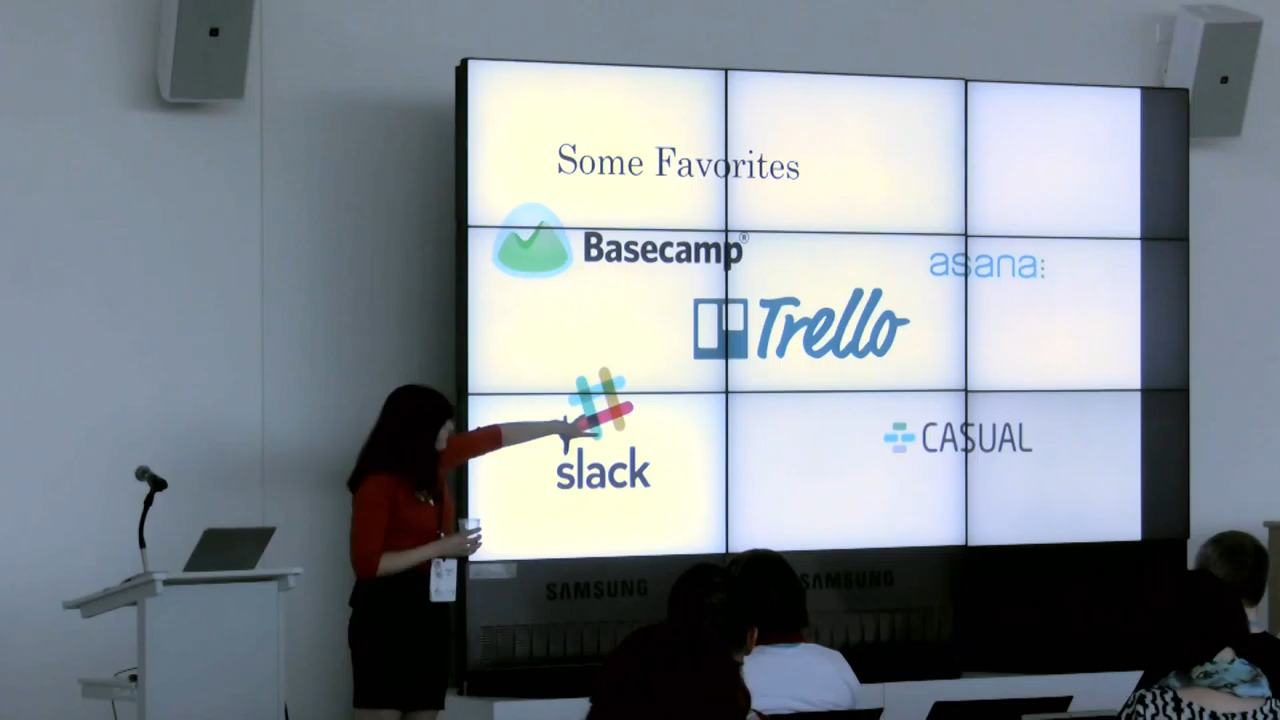 Some Favorites
Basecamp®
asana
Trello
slack
CASUAL
SAMSUNG
SAMSUNG